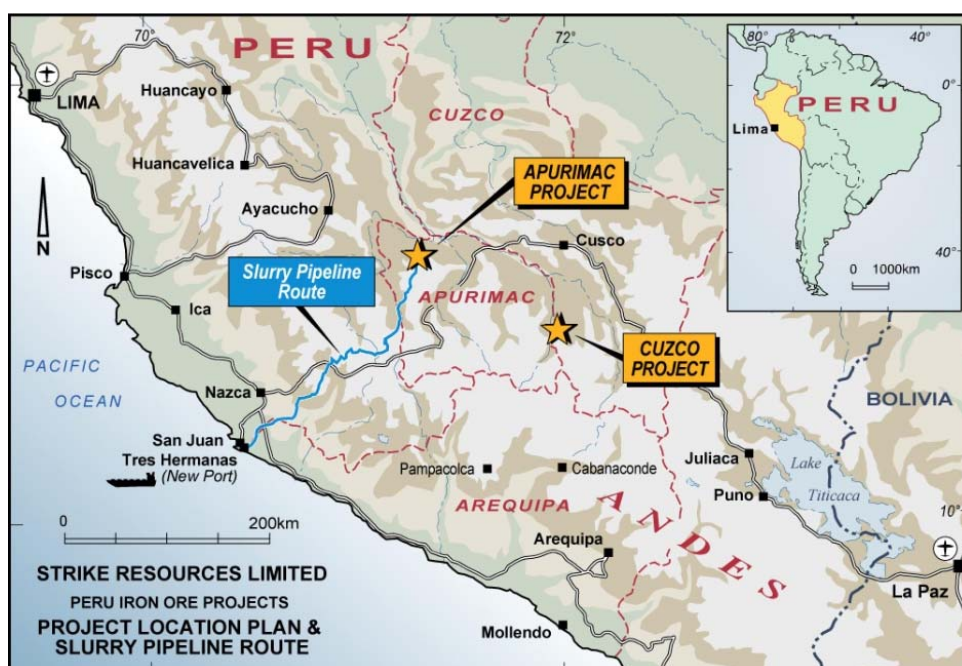 70°
72°
80°
40°
0°
PERU
PERU
Lima
20°
40°
0 1000km
LIMA
Huancayo
Huancavelica
Ayacucho
CUZCO
APURIMAC
PROJECT
N
Pisco
Ica
Slurry Pipeline
Route
Cusco
APURIMAC
CUZCO
PROJECT
PACIFIC
OCEAN
Nazca
BOLIVIA
San Juan
Tres Hermanas
(New Port)
Pampacolca
Cabanaconde
Juliaca
Lake
Titicaca
Puno
AREQUIPA
ANDES
10°
0 200km
Arequipa
La Paz
STRIKE RESOURCES LIMITED
PERU IRON ORE PROJECTS
PROJECT LOCATION PLAN &
SLURRY PIPELINE ROUTE
Mollendo